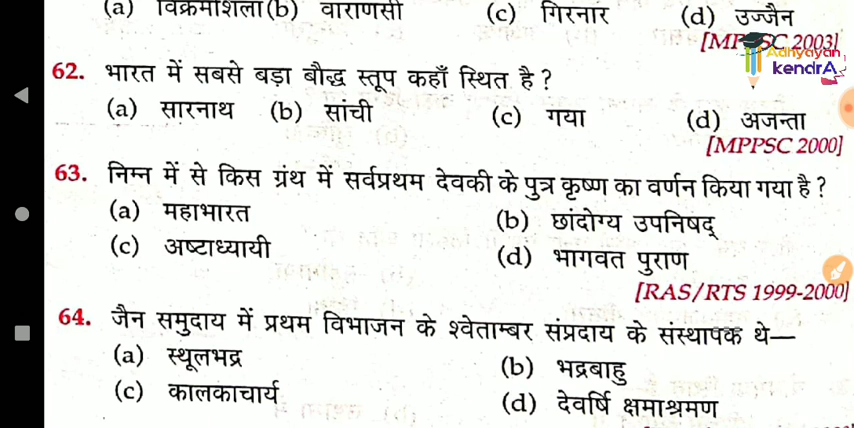 (a) विक्रमशिला (b) वाराणसी (c) गिरनार (d) उज्जैन
[MPPSC 2003]
Adhyayan
kendrA
62. भारत में सबसे बड़ा बौद्ध स्तूप कहाँ स्थित है ?
(a) सारनाथ (b) सांची (c) गया (d) अजन्ता
[MPPSC 2000]
63. निम्न में से किस ग्रंथ में सर्वप्रथम देवकी के पुत्र कृष्ण का वर्णन किया गया है ?
(a) महाभारत (b) छांदोग्य उपनिषद्
(c) अष्टाध्यायी (d) भागवत पुराण
[RAS/RTS 1999-2000]
64. जैन समुदाय में प्रथम विभाजन के श्वेताम्बर संप्रदाय के संस्थापक थे—
(a) स्थूलभद्र (b) भद्रबाहु
(c) कालकाचार्य (d) देवर्षि क्षमाश्रमण